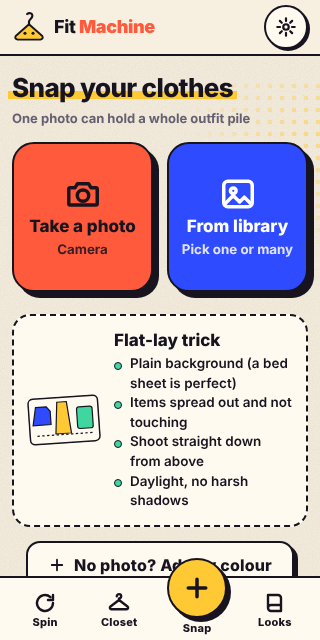 Fit Machine
Snap your clothes
One photo can hold a whole outfit pile
Take a photo
Camera
From library
Pick one or many
Flat-lay trick
Plain background (a bed
sheet is perfect)
Items spread out and not
touching
Shoot straight down
from above
Daylight, no harsh
shadows
No photo? colour
Spin
Closet
Snap
Looks